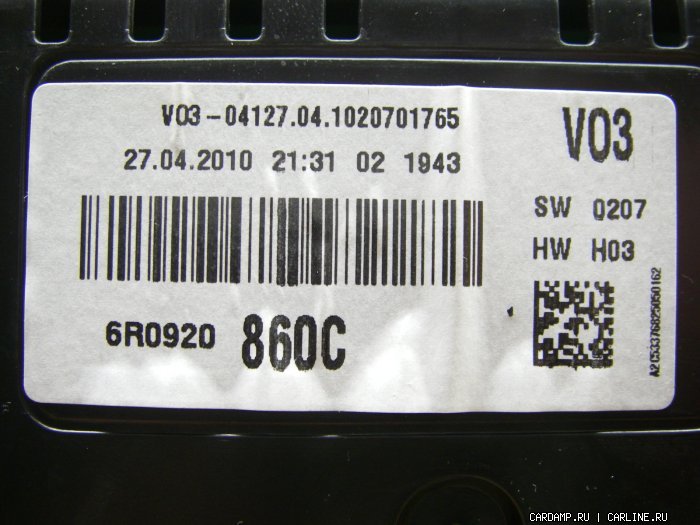 V03-04127.04.1020701765
27.04.2010 21:31 02 1943
V03
SW 0207
HW H03
6R0920 860C
A2C53376825050162
CARDAMP.RU | CARLINE.RU